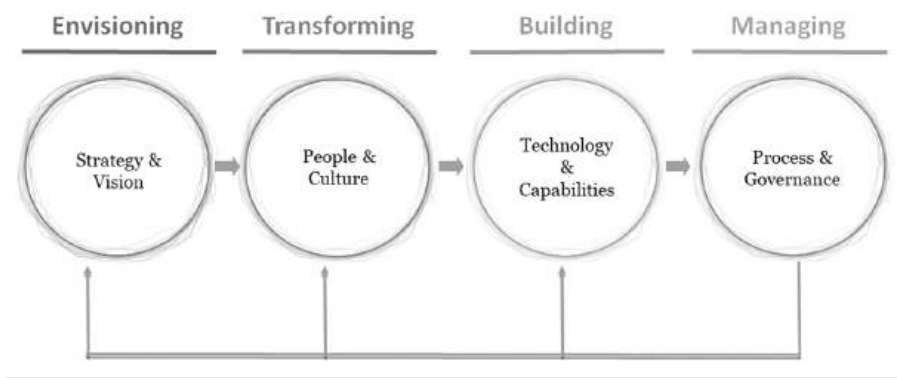 Envisioning
Transforming
Building
Managing
Strategy &
Vision
People &
Culture
Technology
&
Capabilities
Process &
Governance